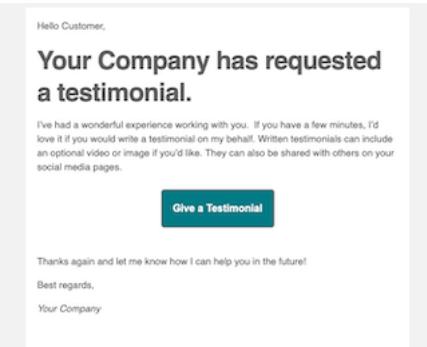 Hello Customer,
Your Company has requested
a testimonial.
I've had a wonderful experience working with you.  If you have a few minutes, I'd
love it if you would write a testimonial on my behalf. Written testimonials can include
an optional video or image if you'd like. They can also be shared with others on your
social media pages.
Give a Testimonial
Thanks again and let me know how I can help you in the future!
Best regards,
Your Company